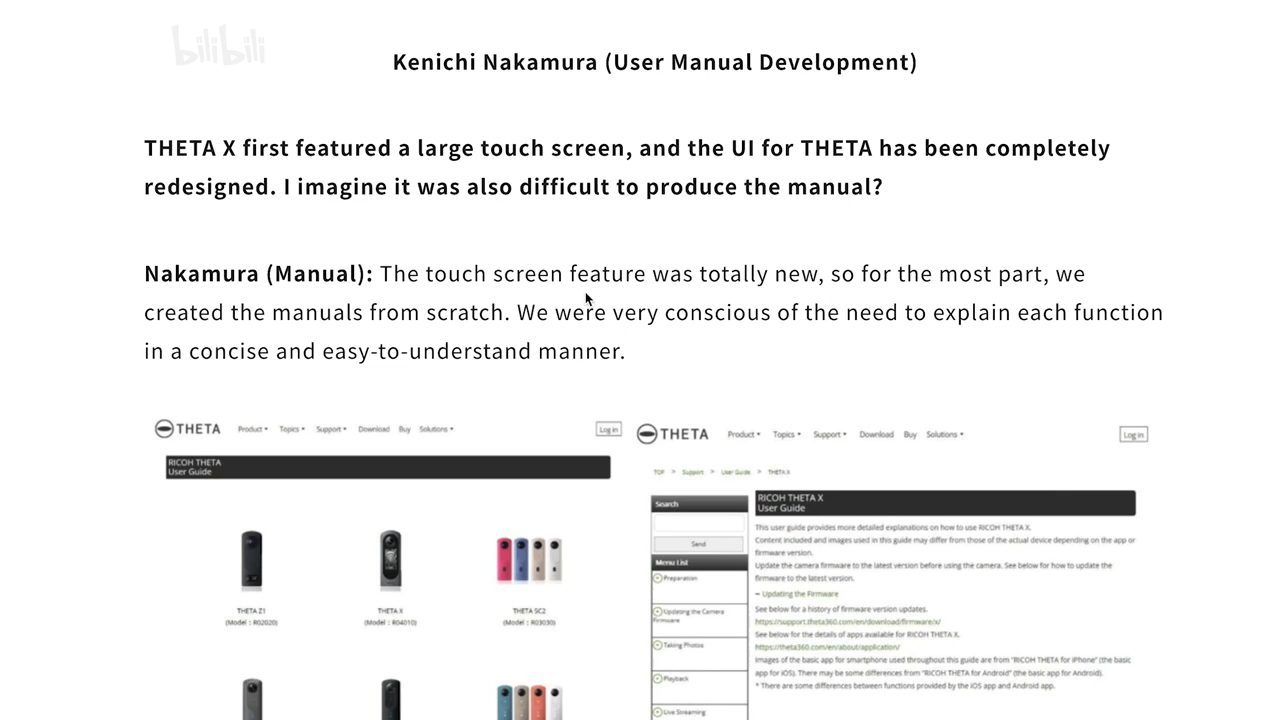 bilibili
Kenichi Nakamura (User Manual Development)
THETA X first featured a large touch screen, and the UI for THETA has been completely
redesigned. I imagine it was also difficult to produce the manual?
Nakamura (Manual): The touch screen feature was totally new, so for the most part, we
created the manuals from scratch. We were very conscious of the need to explain each function
in a concise and easy-to-understand manner.
THETA Product Topics Support Download Buy Solutions Log in
RICOH THETA
User Guide
THETA Z1
(Model : R02020)
THETA X
(Model : R04010)
THETA SC2
(Model : R03030)
THETA Product Topics Support Download Buy Solutions Log in
TOP > Support > User Guide > THETA X
Search
Send
Menu List
Preparation
Updating the Camera
Firmware
Taking Photos
Playback
Live Streaming
RICOH THETA X
User Guide
This user guide provides more detailed explanations on how to use RICOH THETA X.
Content included and images used in this guide may differ from those of the actual device depending on the app or
firmware version.
Update the camera firmware to the latest version before using the camera. See below for how to update the
firmware to the latest version.
Updating the Firmware
See below for a history of firmware version updates.
https://support.theta360.com/en/download/firmware/x/
See below for the details of apps available for RICOH THETA X.
https://theta360.com/en/about/application/
Images of the basic app for smartphone used throughout this guide are from "RICOH THETA for iPhone" (the basic
app for iOS). There may be some differences from "RICOH THETA for Android" (the basic app for Android).
* There are some differences between functions provided by the iOS app and Android app.